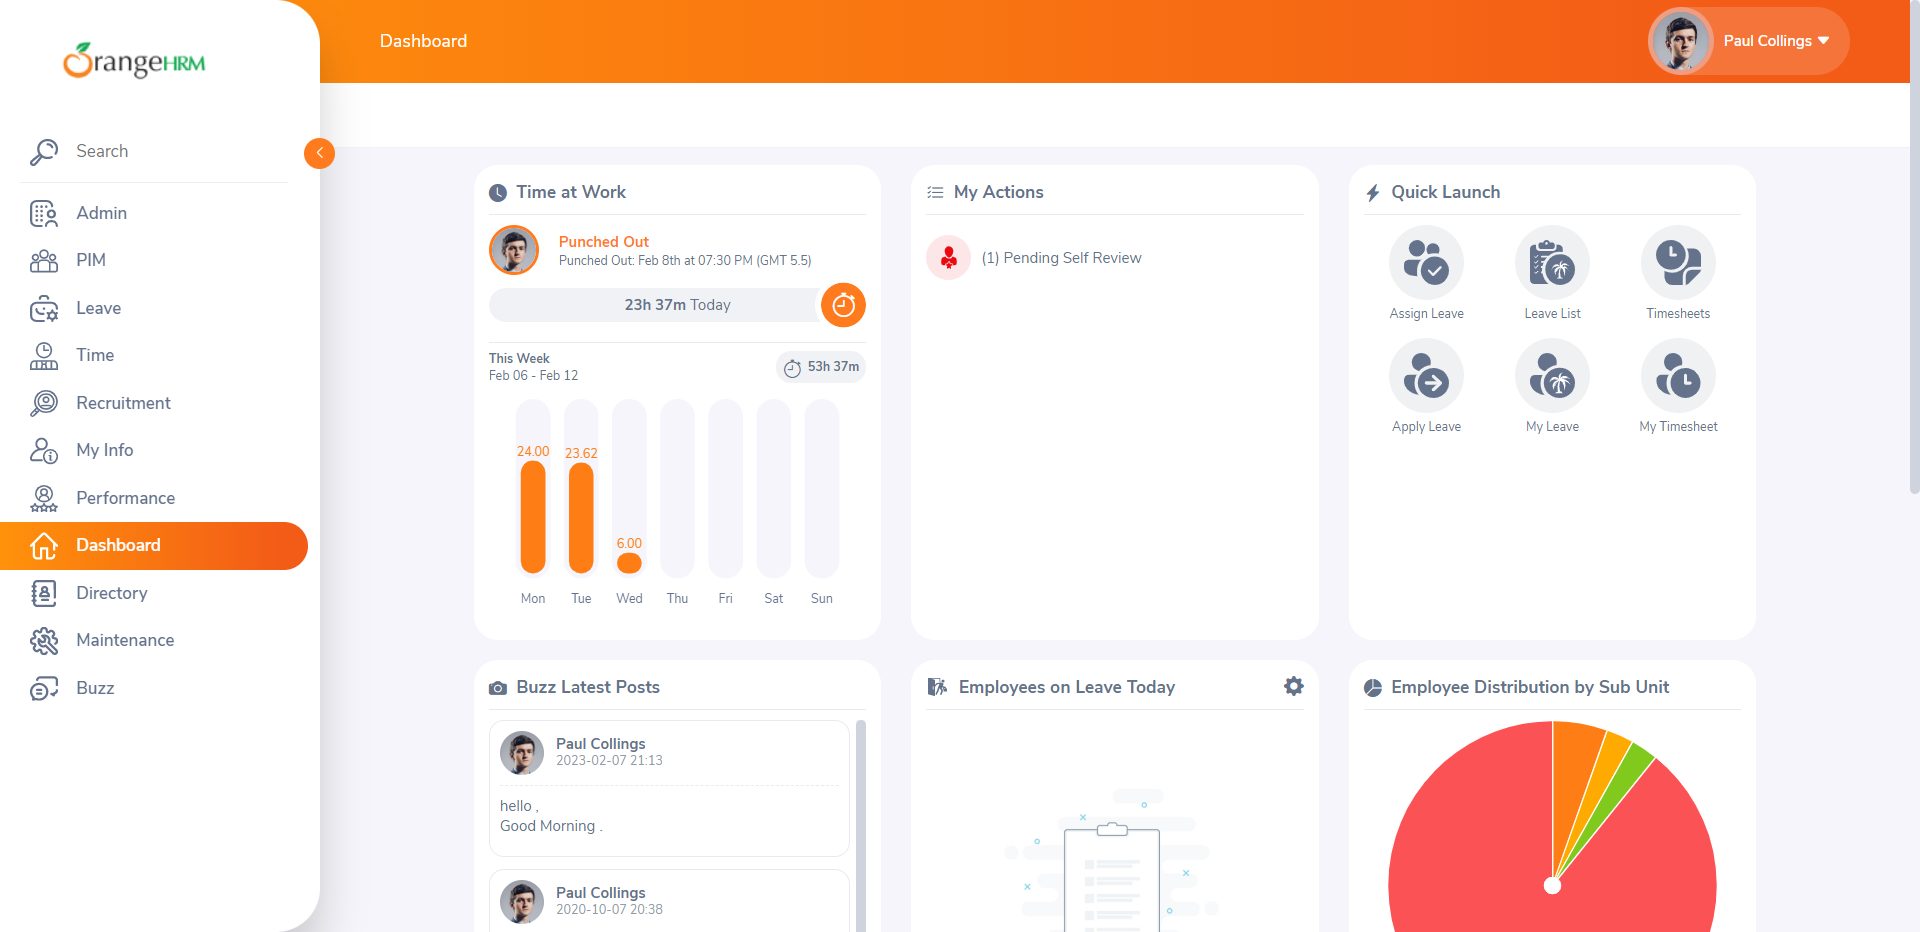 OrangeHRM
Search
Admin
PIM
Leave
Time
Recruitment
My Info
Performance
Dashboard
Directory
Maintenance
Buzz
Dashboard
Paul Collings
Time at Work
Punched Out
Punched Out: Feb 8th at 07:30 PM (GMT 5.5)
23h 37m Today
This Week
Feb 06 - Feb 12
53h 37m
24.00
23.62
6.00
Mon Tue Wed Thu Fri Sat Sun
My Actions
(1) Pending Self Review
Quick Launch
Assign Leave
Leave List
Timesheets
Apply Leave
My Leave
My Timesheet
Buzz Latest Posts
Paul Collings
2023-02-07 21:13
hello ,
Good Morning .
Paul Collings
2020-10-07 20:38
Employees on Leave Today
Employee Distribution by Sub Unit